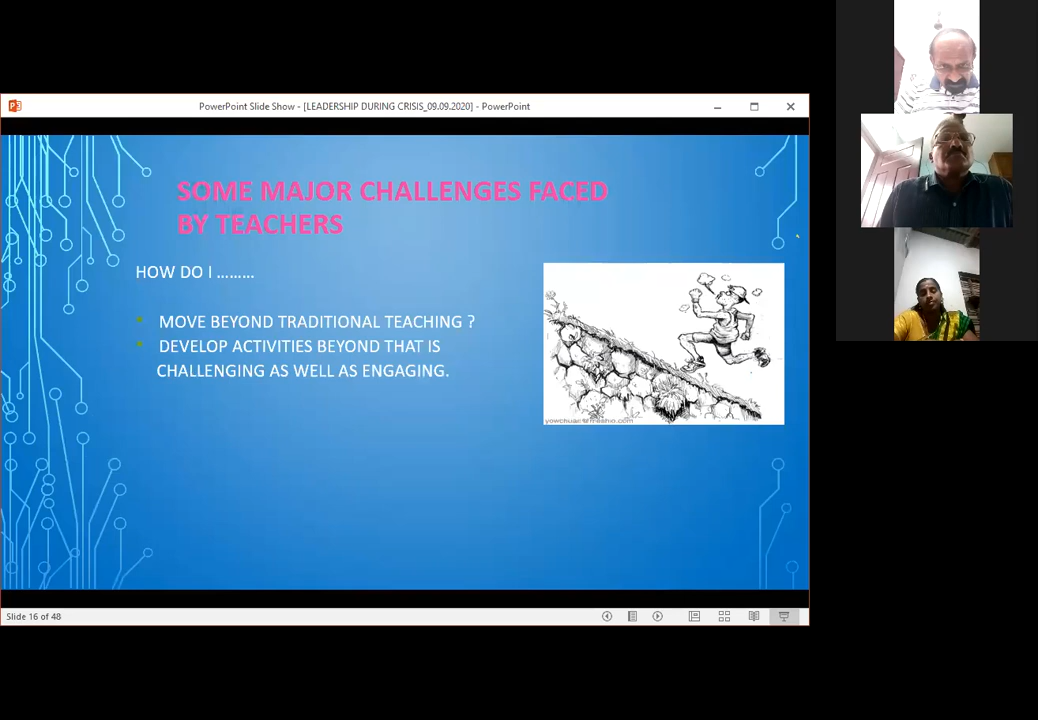 PowerPoint Slide Show - [LEADERSHIP DURING CRISIS_09.09.2020] - PowerPoint
SOME MAJOR CHALLENGES FACED
BY TEACHERS
HOW DO I .........
MOVE BEYOND TRADITIONAL TEACHING ?
DEVELOP ACTIVITIES BEYOND THAT IS
CHALLENGING AS WELL AS ENGAGING.
Slide 16 of 48